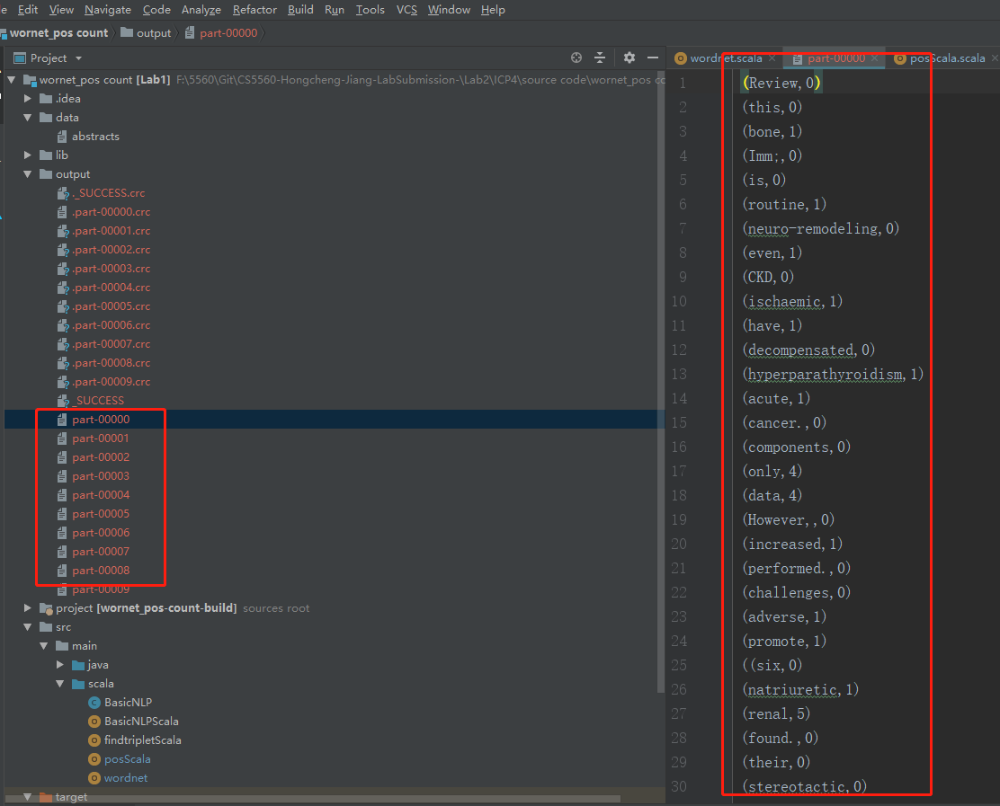 e Edit View Navigate Code Analyze Refactor Build Run Tools VCS Window Help
wornet_pos count output part-00000
Project
wordnet.scala part-00000 posScala.scala
wornet_pos count [Lab1] F:\5560\Git\CS5560-Hongcheng-Jiang-LabSubmission-\Lab2\ICP4\source code\wornet_pos co
.idea
data
abstracts
lib
output
._SUCCESS.crc
.part-00000.crc
.part-00001.crc
.part-00002.crc
.part-00003.crc
.part-00004.crc
.part-00005.crc
.part-00006.crc
.part-00007.crc
.part-00008.crc
.part-00009.crc
_SUCCESS
part-00000
part-00001
part-00002
part-00003
part-00004
part-00005
part-00006
part-00007
part-00008
part-00009
project [wornet_pos-count-build] sources root
src
main
java
scala
BasicNLP
BasicNLPScala
findtripletScala
posScala
wordnet
target
1 (Review,0)
2 (this,0)
3 (bone,1)
4 (Imm;,0)
5 (is,0)
6 (routine,1)
7 (neuro-remodeling,0)
8 (even,1)
9 (CKD,0)
10 (ischaemic,1)
11 (have,1)
12 (decompensated,0)
13 (hyperparathyroidism,1)
14 (acute,1)
15 (cancer.,0)
16 (components,0)
17 (only,4)
18 (data,4)
19 (However,,0)
20 (increased,1)
21 (performed.,0)
22 (challenges,0)
23 (adverse,1)
24 (promote,1)
25 ((six,0)
26 (natriuretic,1)
27 (renal,5)
28 (found.,0)
29 (their,0)
30 (stereotactic,0)